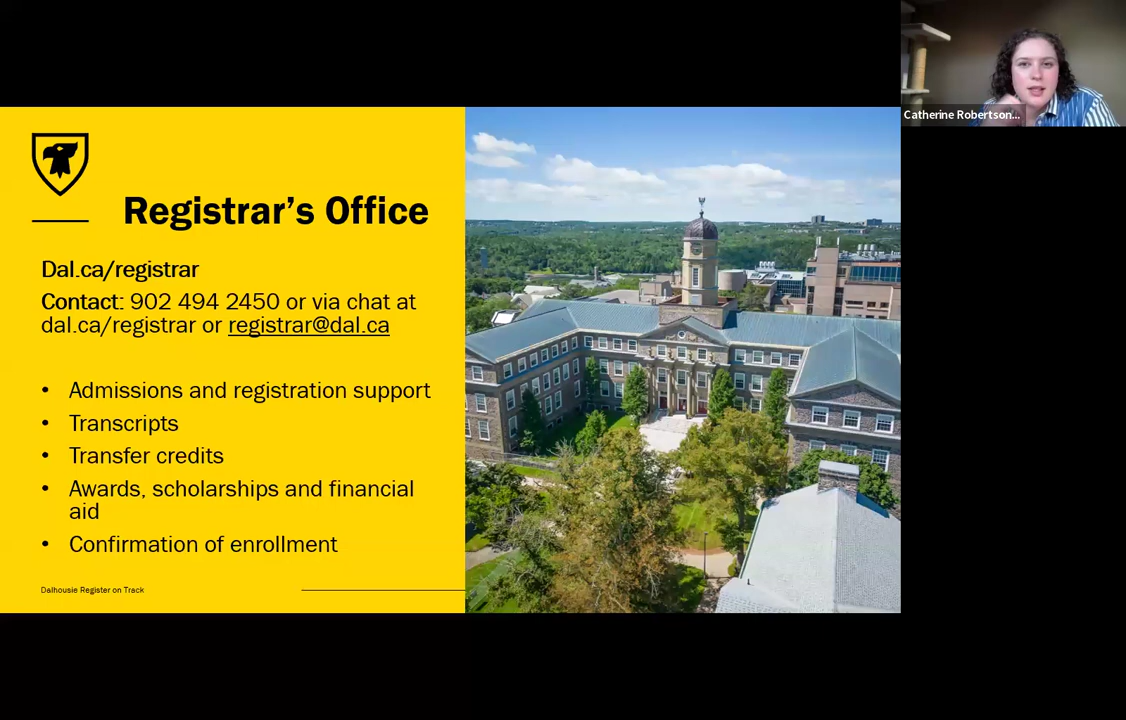 Catherine Robertson...
Registrar’s Office
Dal.ca/registrar
Contact: 902 494 2450 or via chat at
dal.ca/registrar or registrar@dal.ca
• Admissions and registration support
• Transcripts
• Transfer credits
• Awards, scholarships and financial
aid
• Confirmation of enrollment
Dalhousie Register on Track